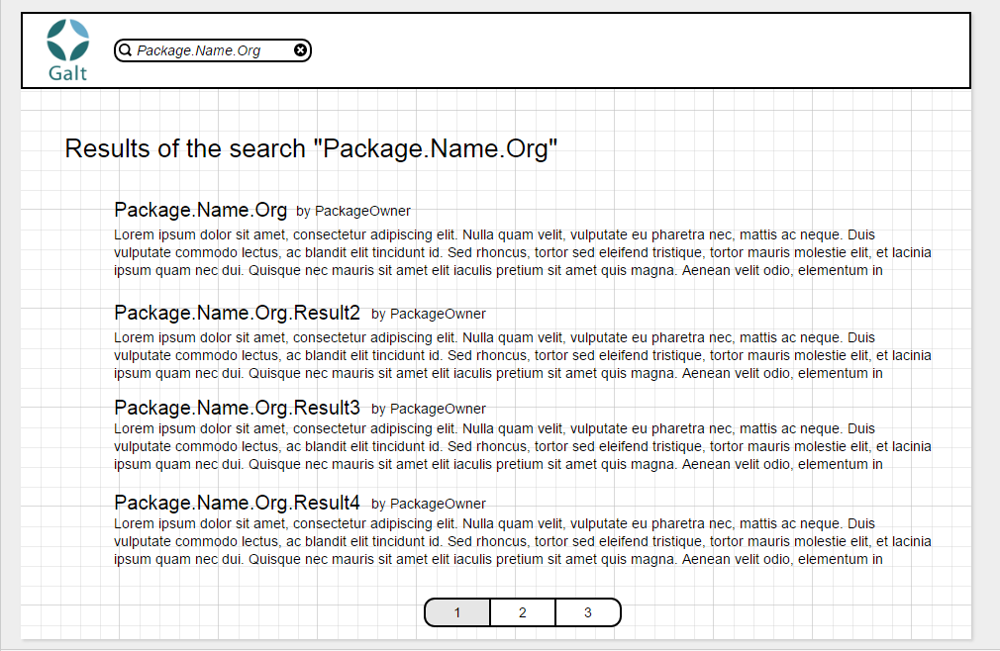 Galt
Package.Name.Org
Results of the search "Package.Name.Org"
Package.Name.Org by PackageOwner
Lorem ipsum dolor sit amet, consectetur adipiscing elit. Nulla quam velit, vulputate eu pharetra nec, mattis ac neque. Duis
vulputate commodo lectus, ac blandit elit tincidunt id. Sed rhoncus, tortor sed eleifend tristique, tortor mauris molestie elit, et lacinia
ipsum quam nec dui. Quisque nec mauris sit amet elit iaculis pretium sit amet quis magna. Aenean velit odio, elementum in
Package.Name.Org.Result2 by PackageOwner
Lorem ipsum dolor sit amet, consectetur adipiscing elit. Nulla quam velit, vulputate eu pharetra nec, mattis ac neque. Duis
vulputate commodo lectus, ac blandit elit tincidunt id. Sed rhoncus, tortor sed eleifend tristique, tortor mauris molestie elit, et lacinia
ipsum quam nec dui. Quisque nec mauris sit amet elit iaculis pretium sit amet quis magna. Aenean velit odio, elementum in
Package.Name.Org.Result3 by PackageOwner
Lorem ipsum dolor sit amet, consectetur adipiscing elit. Nulla quam velit, vulputate eu pharetra nec, mattis ac neque. Duis
vulputate commodo lectus, ac blandit elit tincidunt id. Sed rhoncus, tortor sed eleifend tristique, tortor mauris molestie elit, et lacinia
ipsum quam nec dui. Quisque nec mauris sit amet elit iaculis pretium sit amet quis magna. Aenean velit odio, elementum in
Package.Name.Org.Result4 by PackageOwner
Lorem ipsum dolor sit amet, consectetur adipiscing elit. Nulla quam velit, vulputate eu pharetra nec, mattis ac neque. Duis
vulputate commodo lectus, ac blandit elit tincidunt id. Sed rhoncus, tortor sed eleifend tristique, tortor mauris molestie elit, et lacinia
ipsum quam nec dui. Quisque nec mauris sit amet elit iaculis pretium sit amet quis magna. Aenean velit odio, elementum in
1 2 3